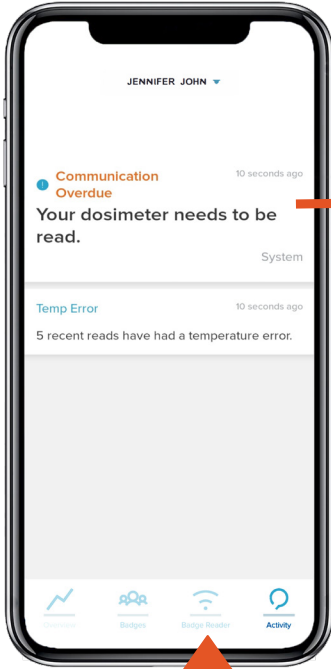 JENNIFER JOHN
Communication 10 seconds ago
Overdue
Your dosimeter needs to be
read.
System
Temp Error 10 seconds ago
5 recent reads have had a temperature error.
Badges Badge Reader Activity